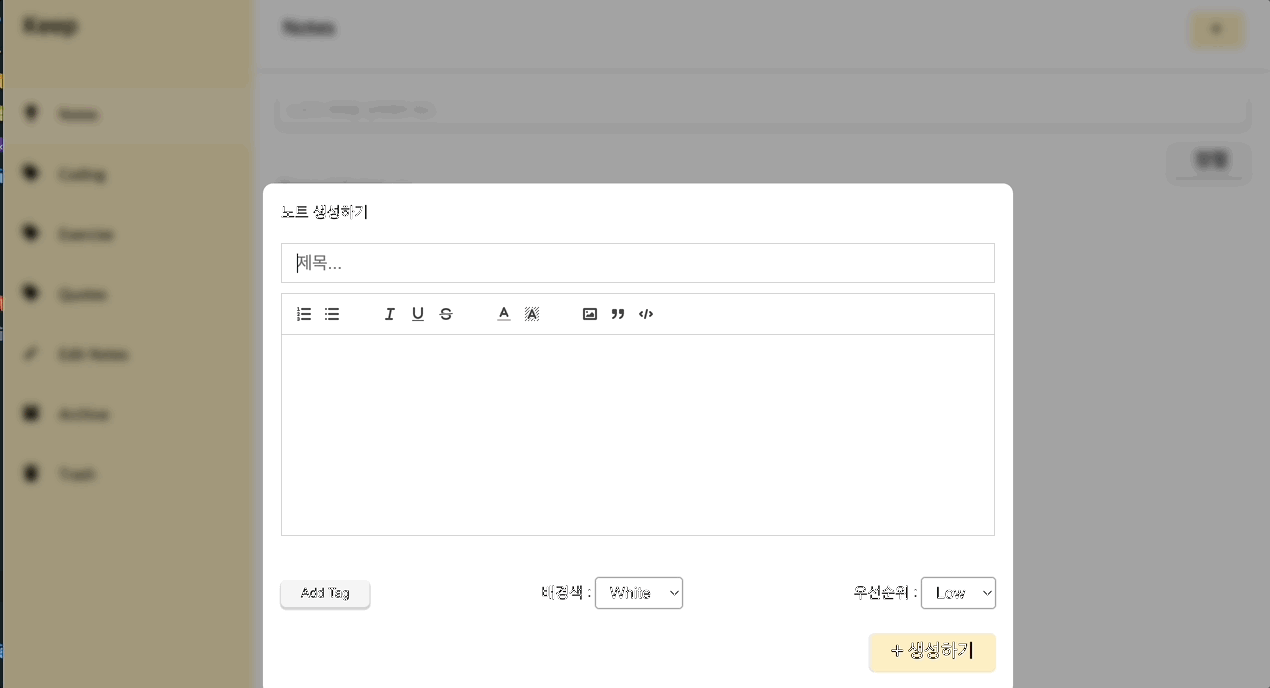 Keep
Notes
+
Notes
Coding
Exercise
Quotes
Edit Notes
Archive
Trash
정렬
노트 생성하기
제목...
Add Tag
배경색 : White
우선순위 : Low
+ 생성하기